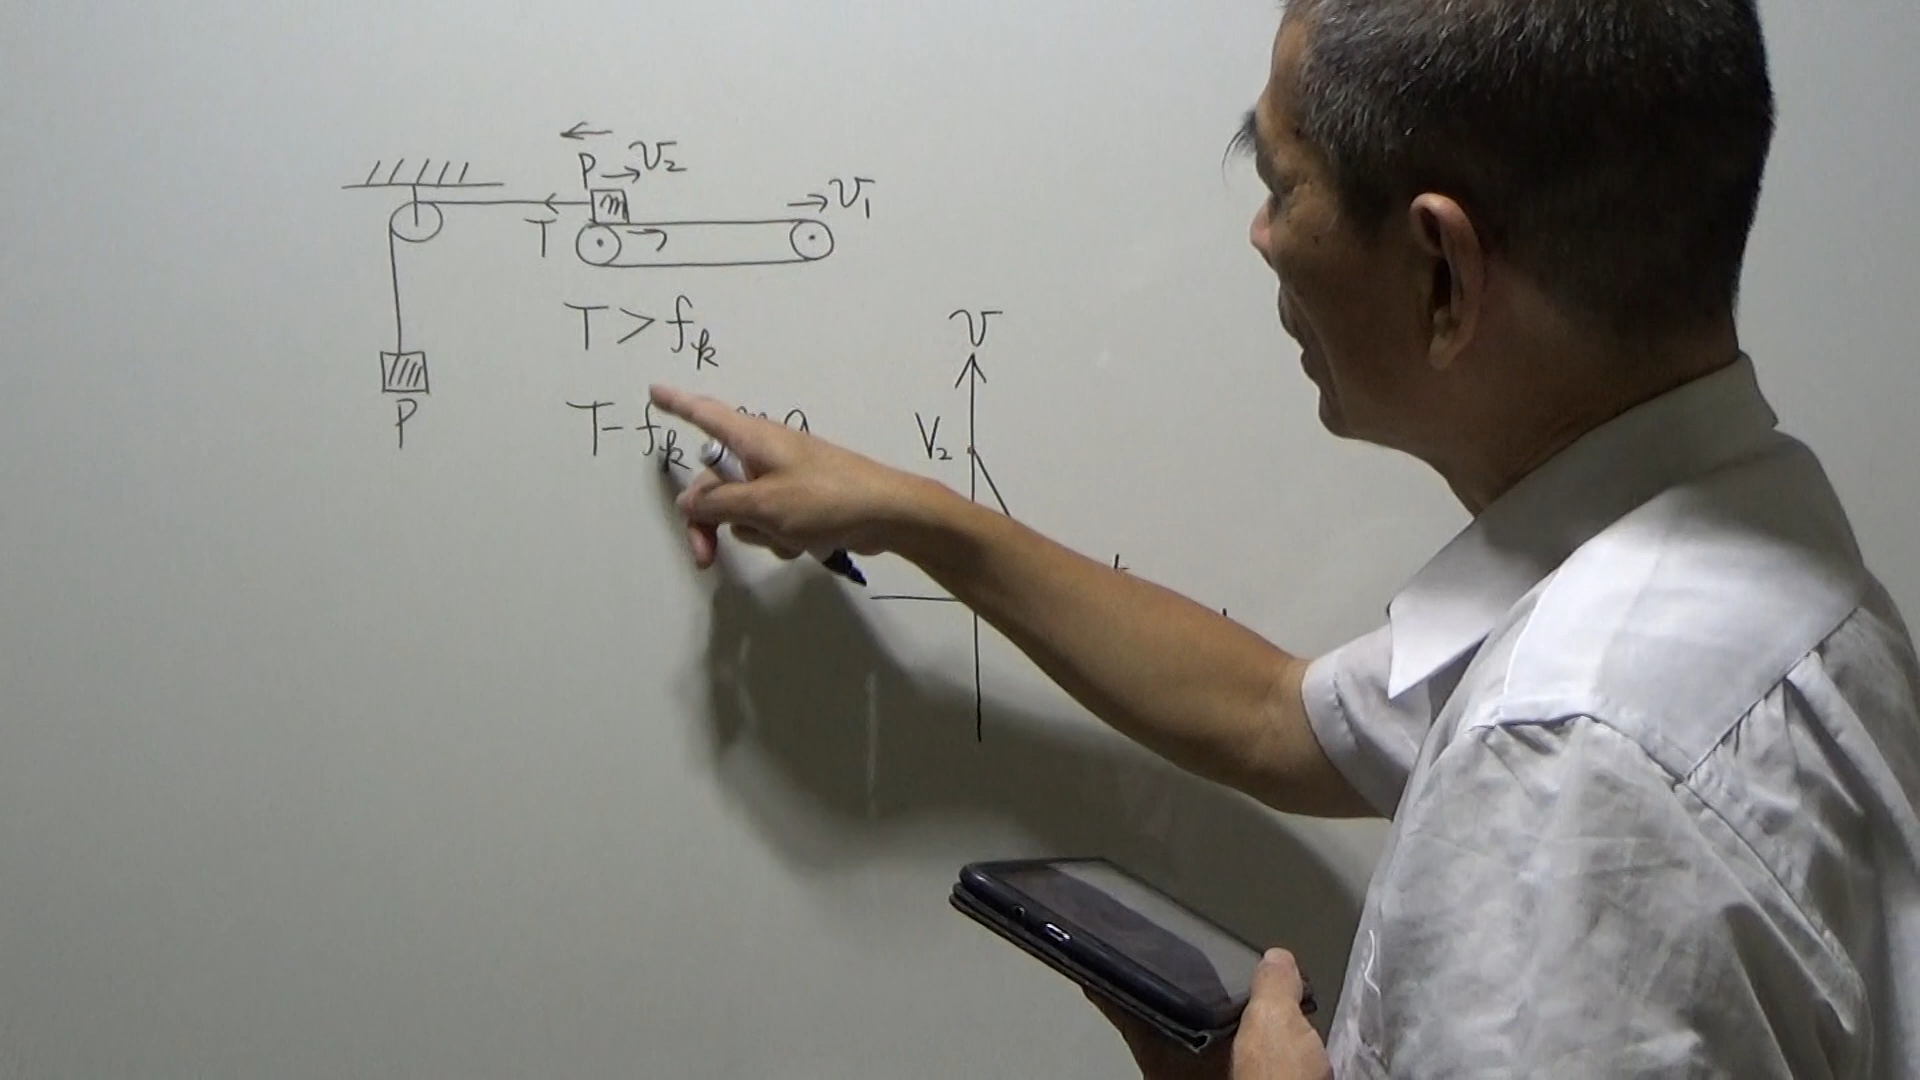 P → v₂
m
→ v₁
T
P
T > fₖ
T - fₖ
v
V₂
t